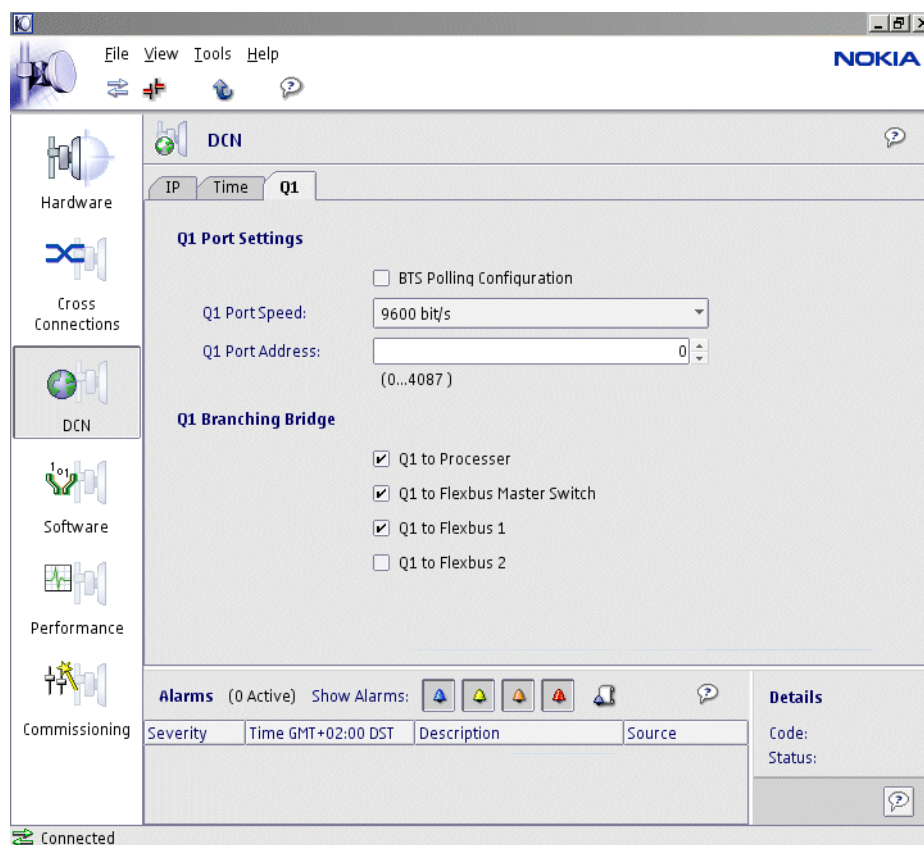 File View Tools Help
NOKIA
Hardware
Cross
Connections
DCN
Software
Performance
Commissioning
DCN
IP Time Q1
Q1 Port Settings
BTS Polling Configuration
Q1 Port Speed: 9600 bit/s
Q1 Port Address: 0
(0...4087 )
Q1 Branching Bridge
Q1 to Processer
Q1 to Flexbus Master Switch
Q1 to Flexbus 1
Q1 to Flexbus 2
Alarms (0 Active) Show Alarms:
Severity Time GMT+02:00 DST Description Source
Details
Code:
Status:
Connected